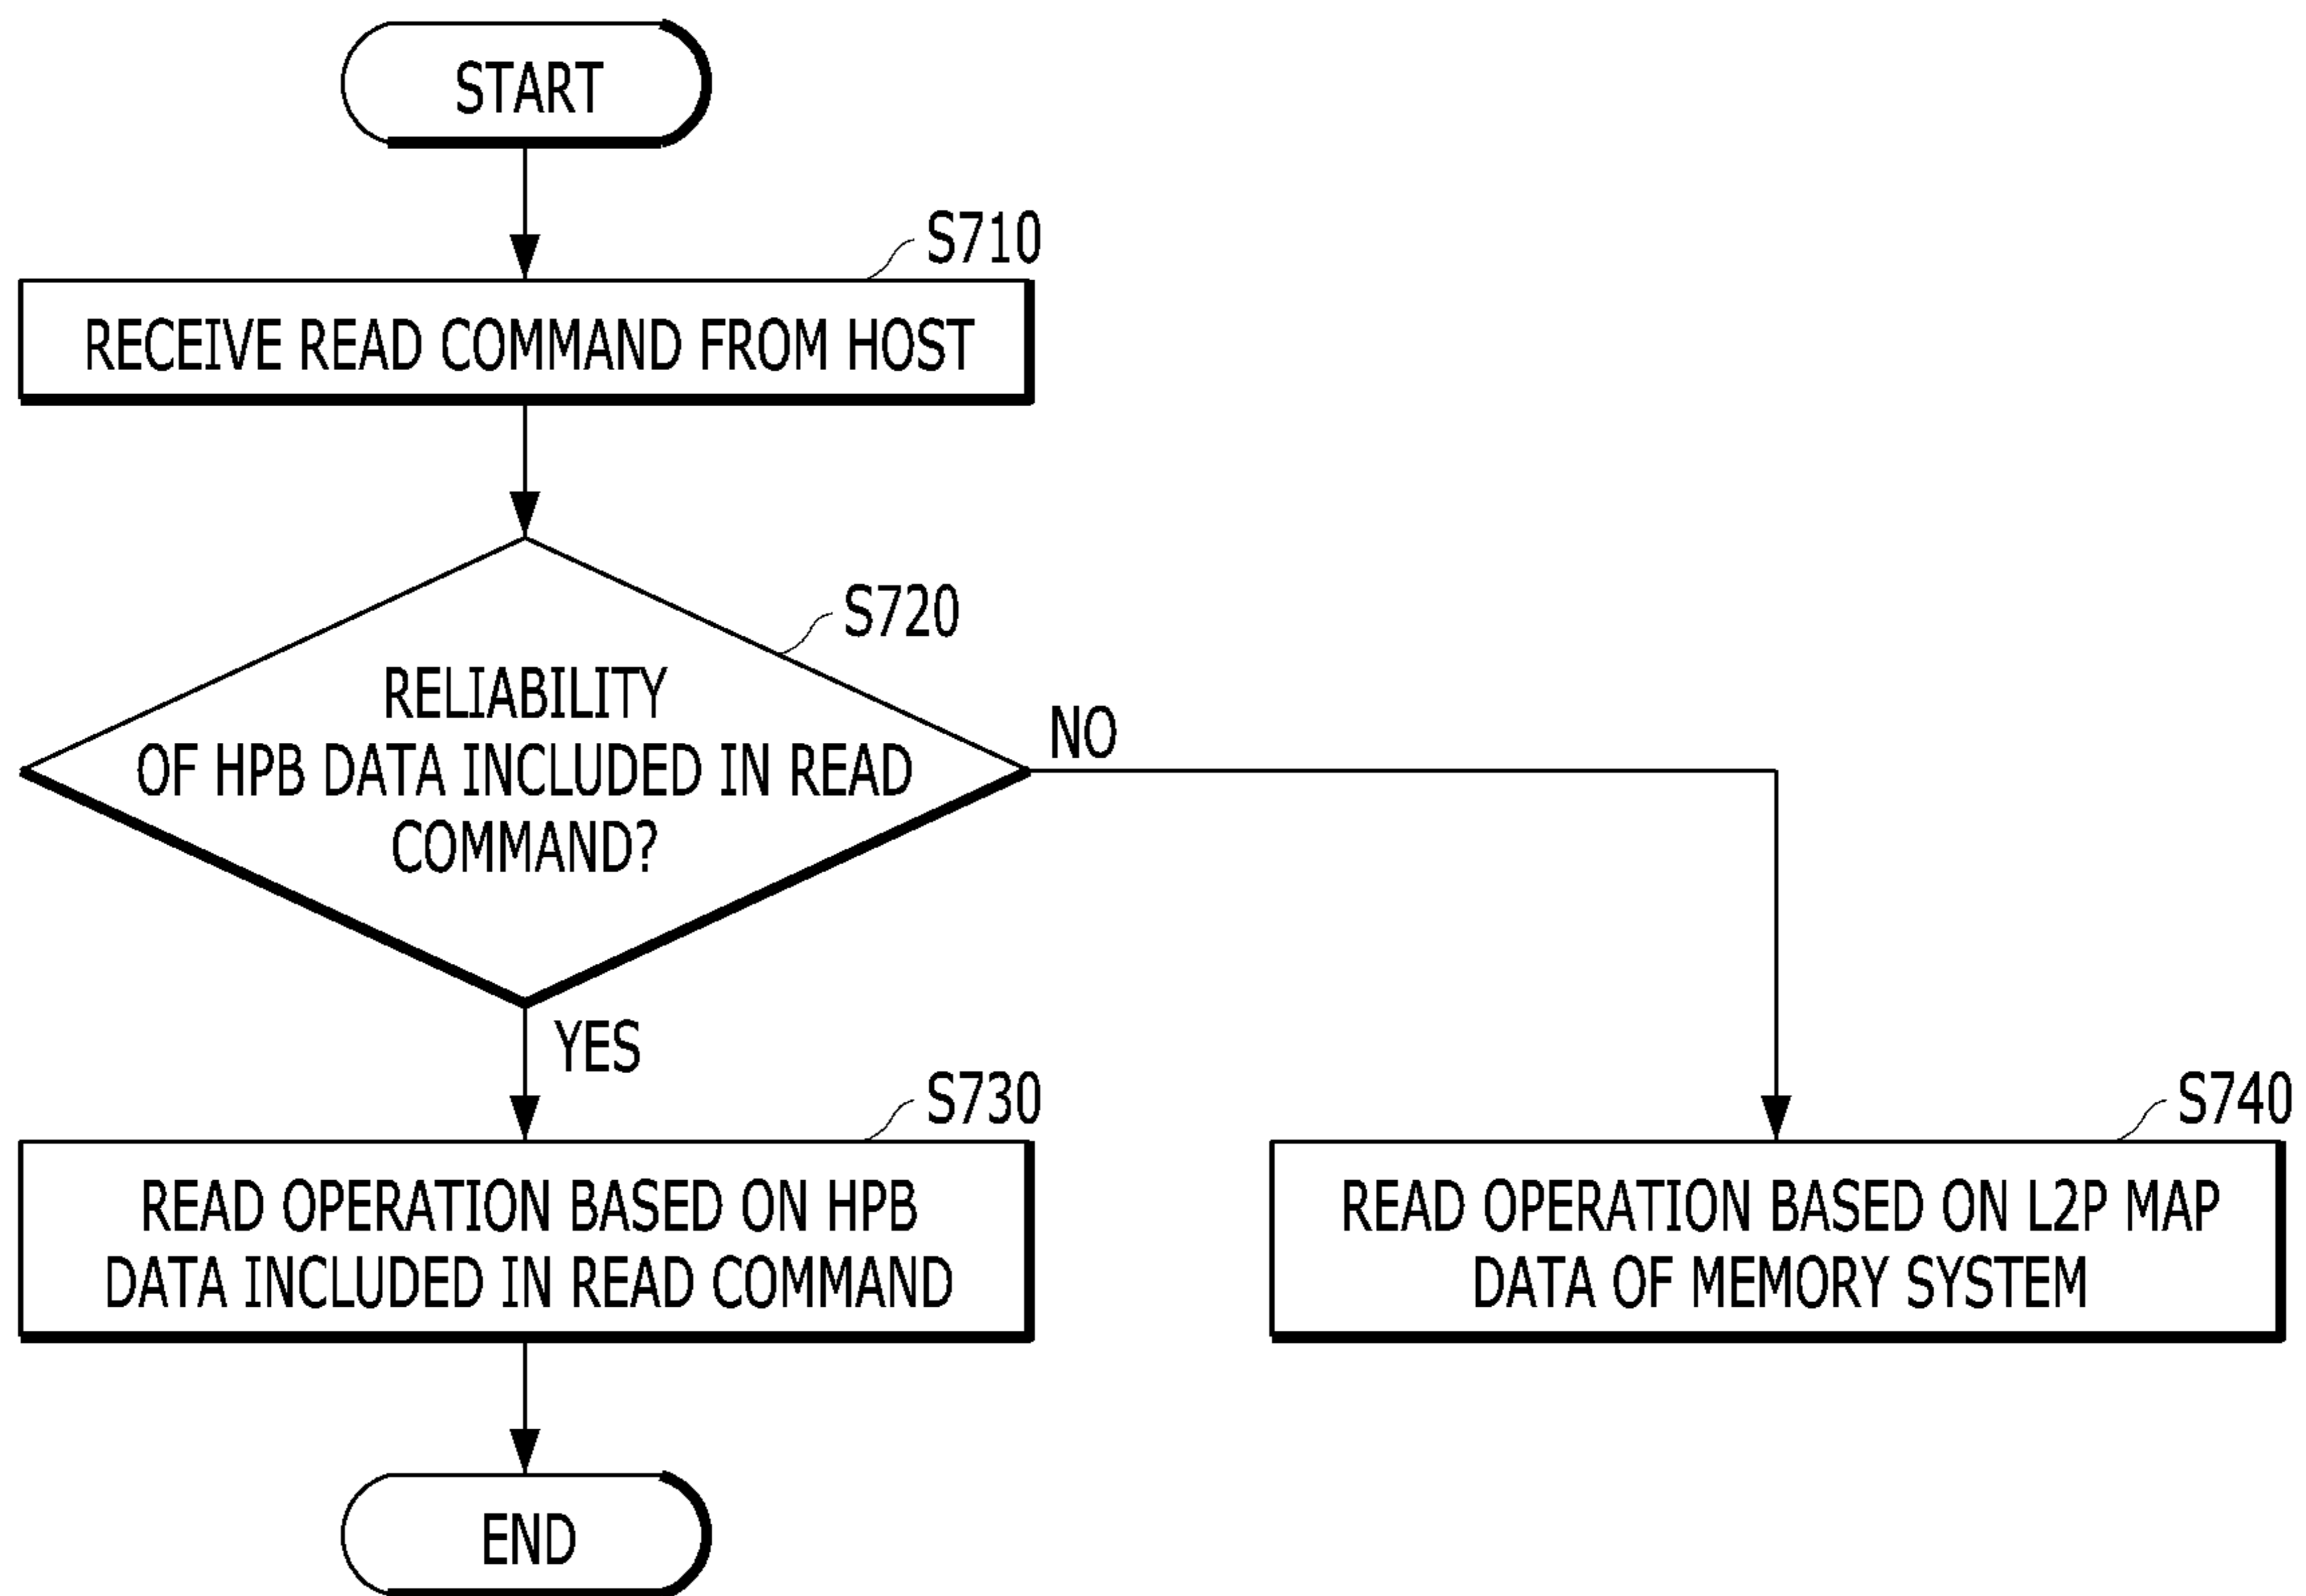 START
S710
RECEIVE READ COMMAND FROM HOST
S720
RELIABILITY
OF HPB DATA INCLUDED IN READ
COMMAND?
NO
YES
S730
READ OPERATION BASED ON HPB
DATA INCLUDED IN READ COMMAND
S740
READ OPERATION BASED ON L2P MAP
DATA OF MEMORY SYSTEM
END